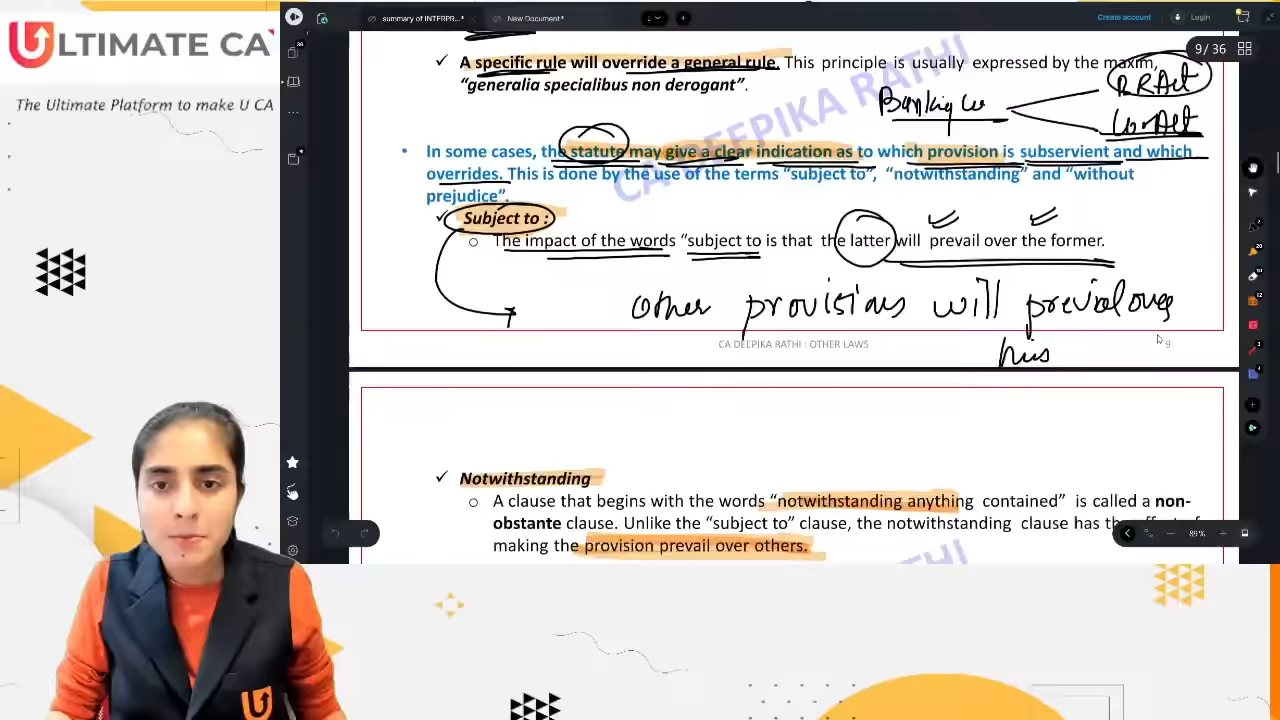 ULTIMATE CA
The Ultimate Platform to make U CA
summary of INTERPR...*
New Document*
Create account
Login
9 / 36
A specific rule will override a general rule. This principle is usually expressed by the maxim,
"generalia specialibus non derogant".
Banking Co
BR Act
Co. Act
In some cases, the statute may give a clear indication as to which provision is subservient and which
overrides. This is done by the use of the terms "subject to", "notwithstanding" and "without
prejudice".
Subject to :
The impact of the words "subject to is that the latter will prevail over the former.
other provisions will
his
CA DEEPIKA RATHI : OTHER LAWS
9
CA DEEPIKA RATHI
Notwithstanding
A clause that begins with the words "notwithstanding anything contained" is called a non-
obstante clause. Unlike the "subject to" clause, the notwithstanding clause has the effect of
making the provision prevail over others.
89%